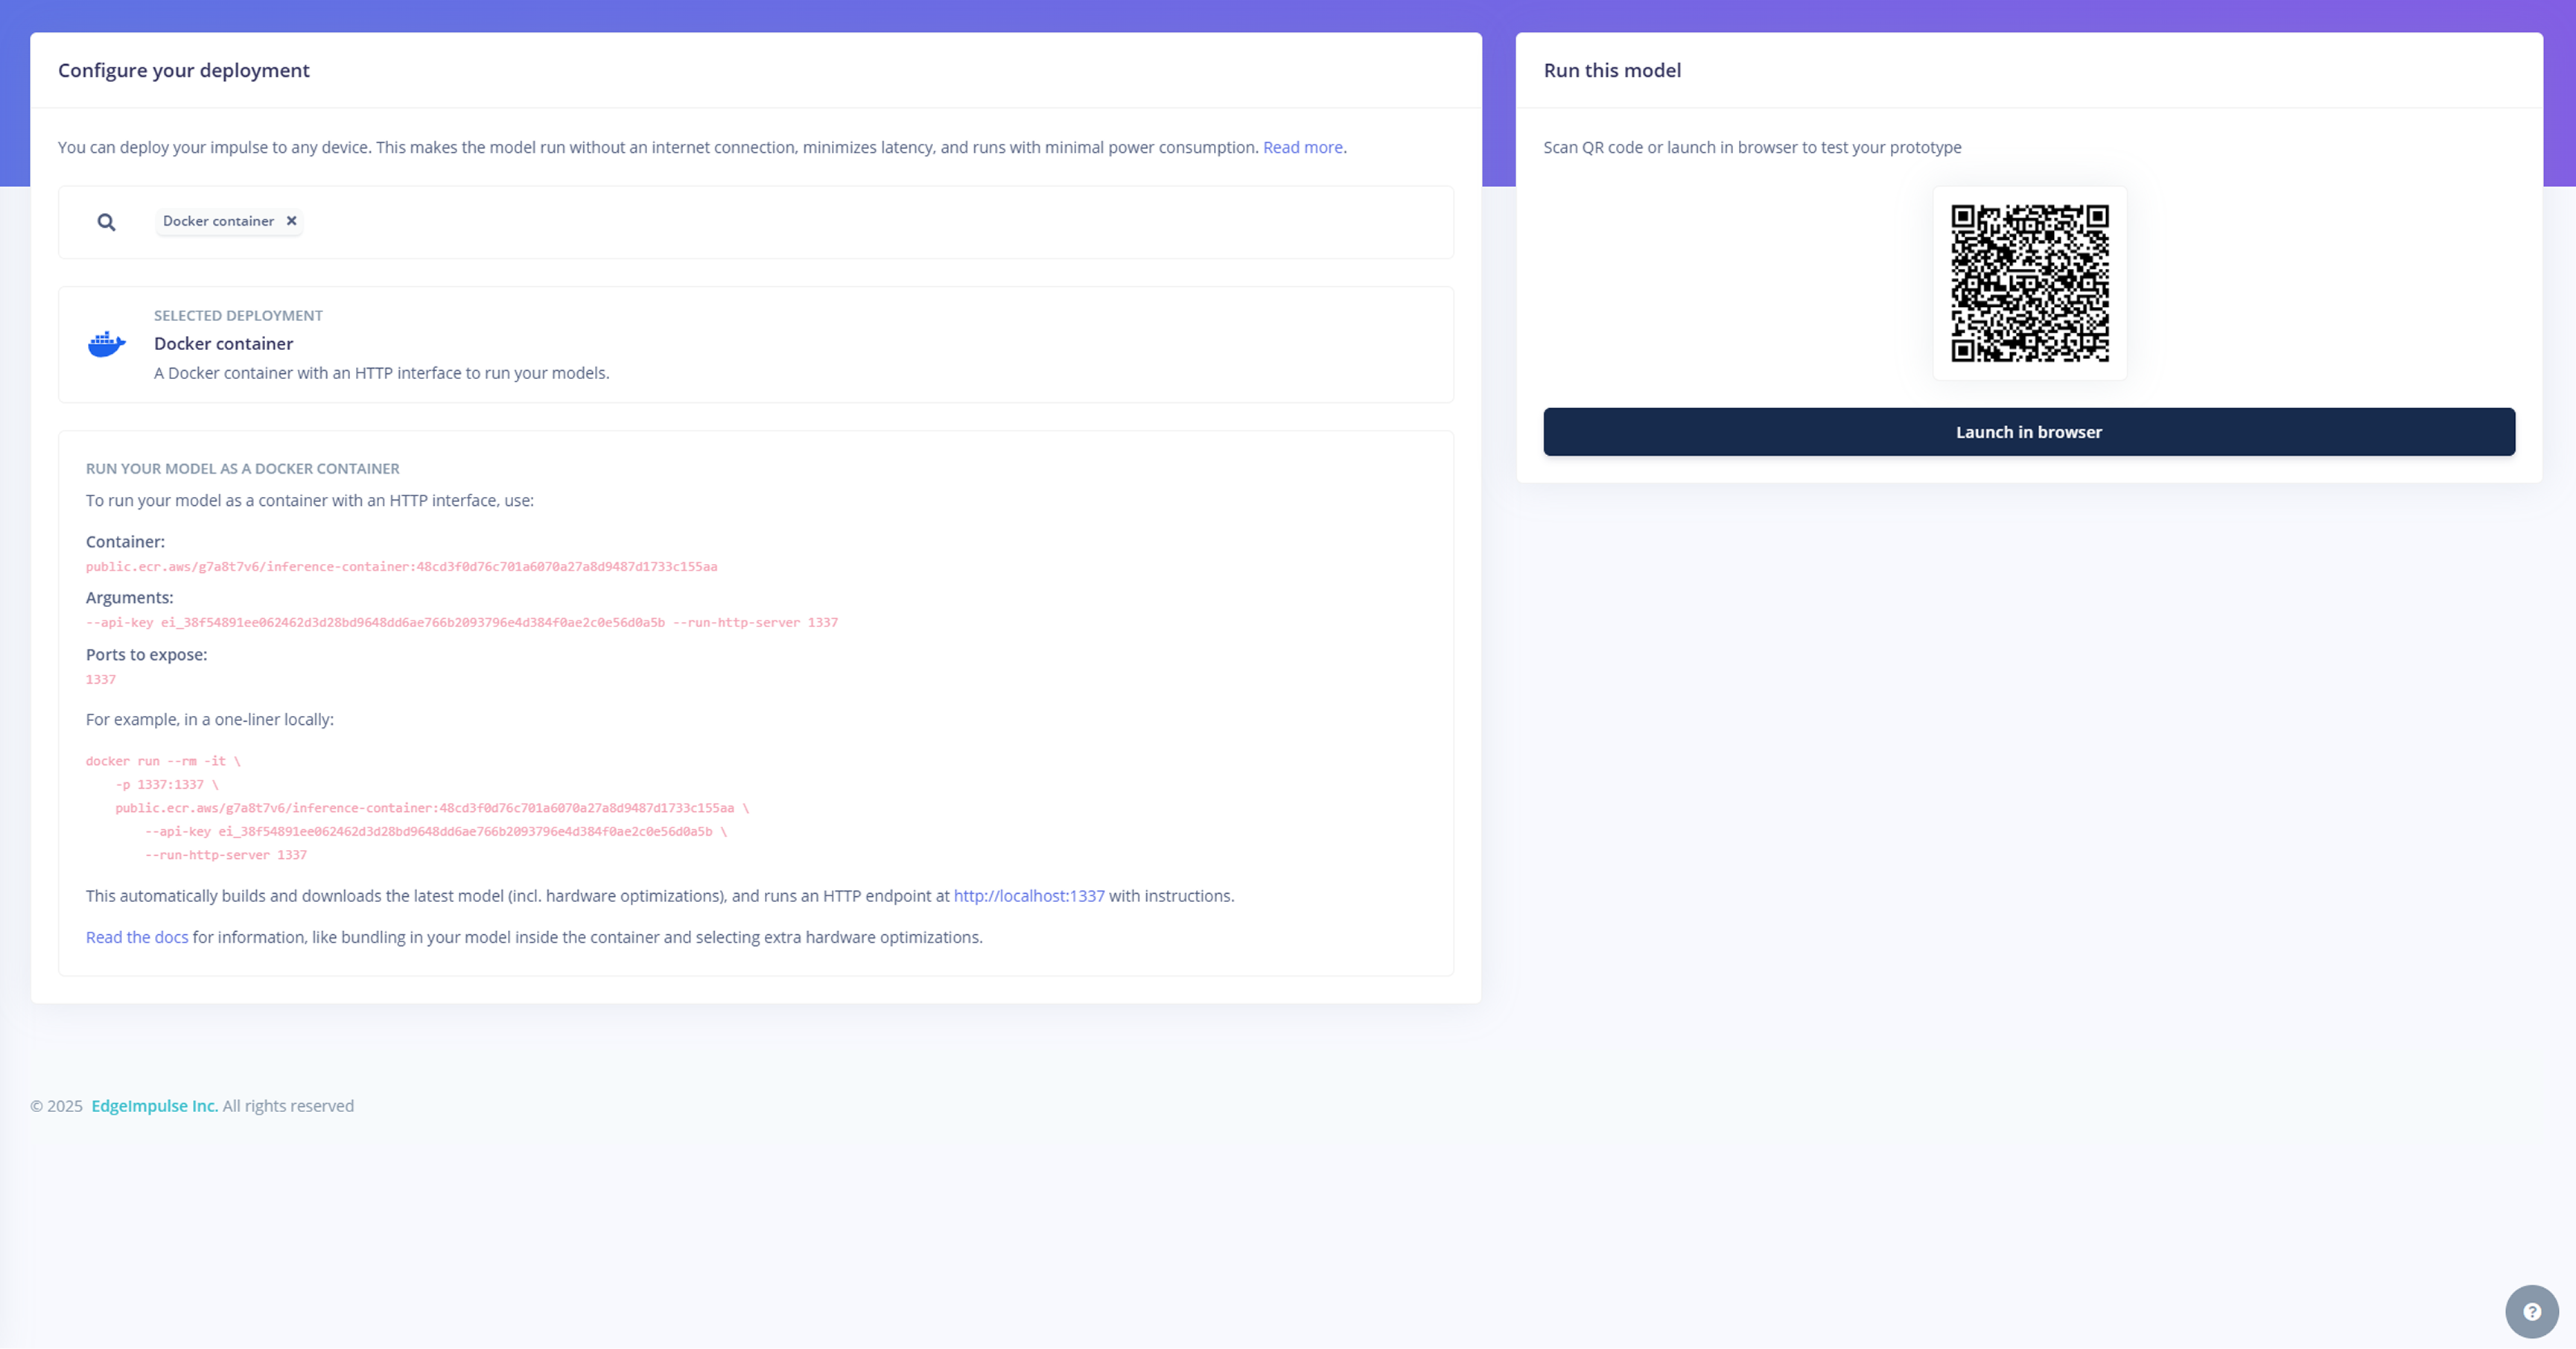 Configure your deployment
You can deploy your impulse to any device. This makes the model run without an internet connection, minimizes latency, and runs with minimal power consumption. Read more.
Docker container ×
SELECTED DEPLOYMENT
Docker container
A Docker container with an HTTP interface to run your models.
RUN YOUR MODEL AS A DOCKER CONTAINER
To run your model as a container with an HTTP interface, use:
Container:
public.ecr.aws/g7a8t7v6/inference-container:48cd3f0d76c701a6070a27a8d9487d1733c155aa
Arguments:
--api-key ei_38f54891ee062462d3d28bd9648dd6ae766b2093796e4d384f0ae2c0e56d0a5b --run-http-server 1337
Ports to expose:
1337
For example, in a one-liner locally:
docker run --rm -it \
-p 1337:1337 \
public.ecr.aws/g7a8t7v6/inference-container:48cd3f0d76c701a6070a27a8d9487d1733c155aa \
--api-key ei_38f54891ee062462d3d28bd9648dd6ae766b2093796e4d384f0ae2c0e56d0a5b \
--run-http-server 1337
This automatically builds and downloads the latest model (incl. hardware optimizations), and runs an HTTP endpoint at http://localhost:1337 with instructions.
Read the docs for information, like bundling in your model inside the container and selecting extra hardware optimizations.
Run this model
Scan QR code or launch in browser to test your prototype
Launch in browser
© 2025 EdgeImpulse Inc. All rights reserved
?